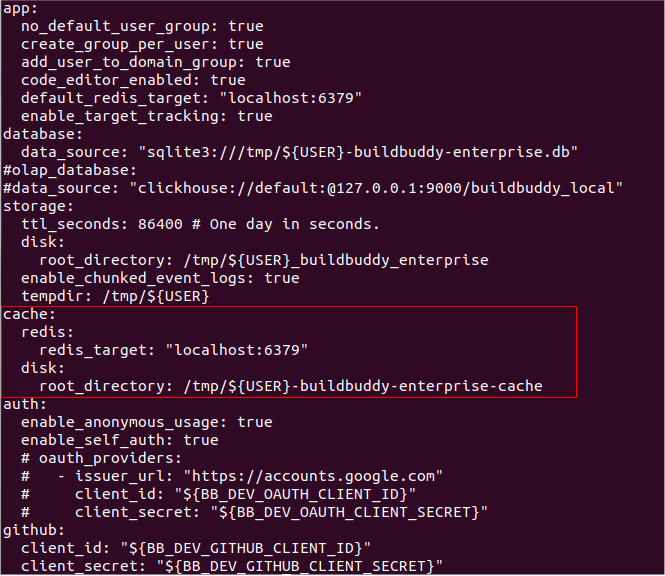 app:
  no_default_user_group: true
  create_group_per_user: true
  add_user_to_domain_group: true
  code_editor_enabled: true
  default_redis_target: "localhost:6379"
  enable_target_tracking: true
database:
  data_source: "sqlite3:///tmp/${USER}-buildbuddy-enterprise.db"
#olap_database:
#data_source: "clickhouse://default:@127.0.0.1:9000/buildbuddy_local"
storage:
  ttl_seconds: 86400 # One day in seconds.
  disk:
    root_directory: /tmp/${USER}_buildbuddy_enterprise
  enable_chunked_event_logs: true
  tempdir: /tmp/${USER}
cache:
  redis:
    redis_target: "localhost:6379"
  disk:
    root_directory: /tmp/${USER}-buildbuddy-enterprise-cache
auth:
  enable_anonymous_usage: true
  enable_self_auth: true
  # oauth_providers:
  #   - issuer_url: "https://accounts.google.com"
  #     client_id: "${BB_DEV_OAUTH_CLIENT_ID}"
  #     client_secret: "${BB_DEV_OAUTH_CLIENT_SECRET}"
github:
  client_id: "${BB_DEV_GITHUB_CLIENT_ID}"
  client_secret: "${BB_DEV_GITHUB_CLIENT_SECRET}"